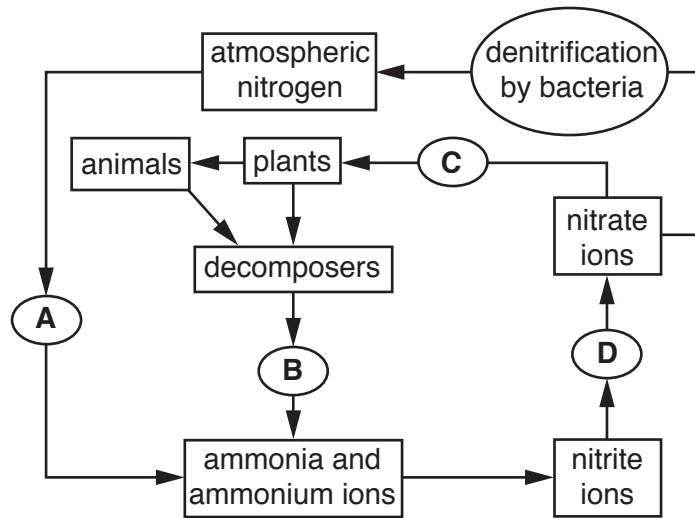 atmospheric
nitrogen
denitrification
by bacteria
animals
plants
C
nitrate
ions
decomposers
A
B
D
ammonia and
ammonium ions
nitrite
ions